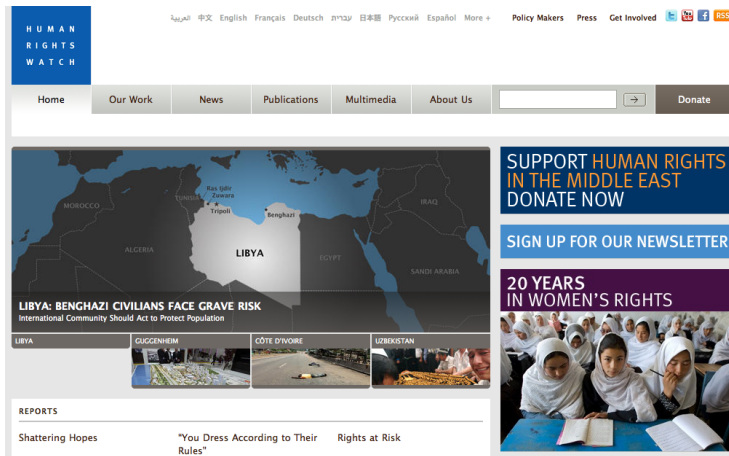 HUMAN
RIGHTS
WATCH
العربية 中文 English Français Deutsch עברית 日本語 Русский Español More +
Policy Makers Press Get Involved
RSS
Home Our Work News Publications Multimedia About Us
Donate
MOROCCO
ALGERIA
TUNISIA
Ras Ijdir
Zuwara
Tripoli
Benghazi
LIBYA
EGYPT
IRAQ
SANDI ARABIA
LIBYA: BENGHAZI CIVILIANS FACE GRAVE RISK
International Community Should Act to Protect Population
LIBYA
GUGGENHEIM
CÔTE D'IVOIRE
UZBEKISTAN
SUPPORT HUMAN RIGHTS
IN THE MIDDLE EAST
DONATE NOW
SIGN UP FOR OUR NEWSLETTER
20 YEARS
IN WOMEN'S RIGHTS
REPORTS
Shattering Hopes
"You Dress According to Their
Rules"
Rights at Risk